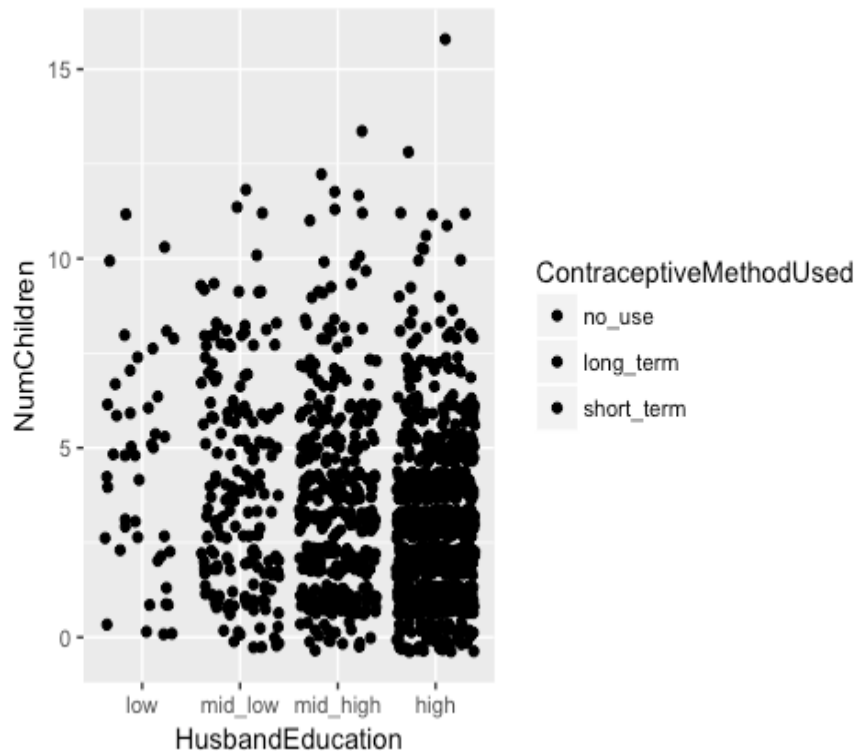 15
10
5
0
NumChildren
low mid_low mid_high high
HusbandEducation
ContraceptiveMethodUsed
no_use
long_term
short_term